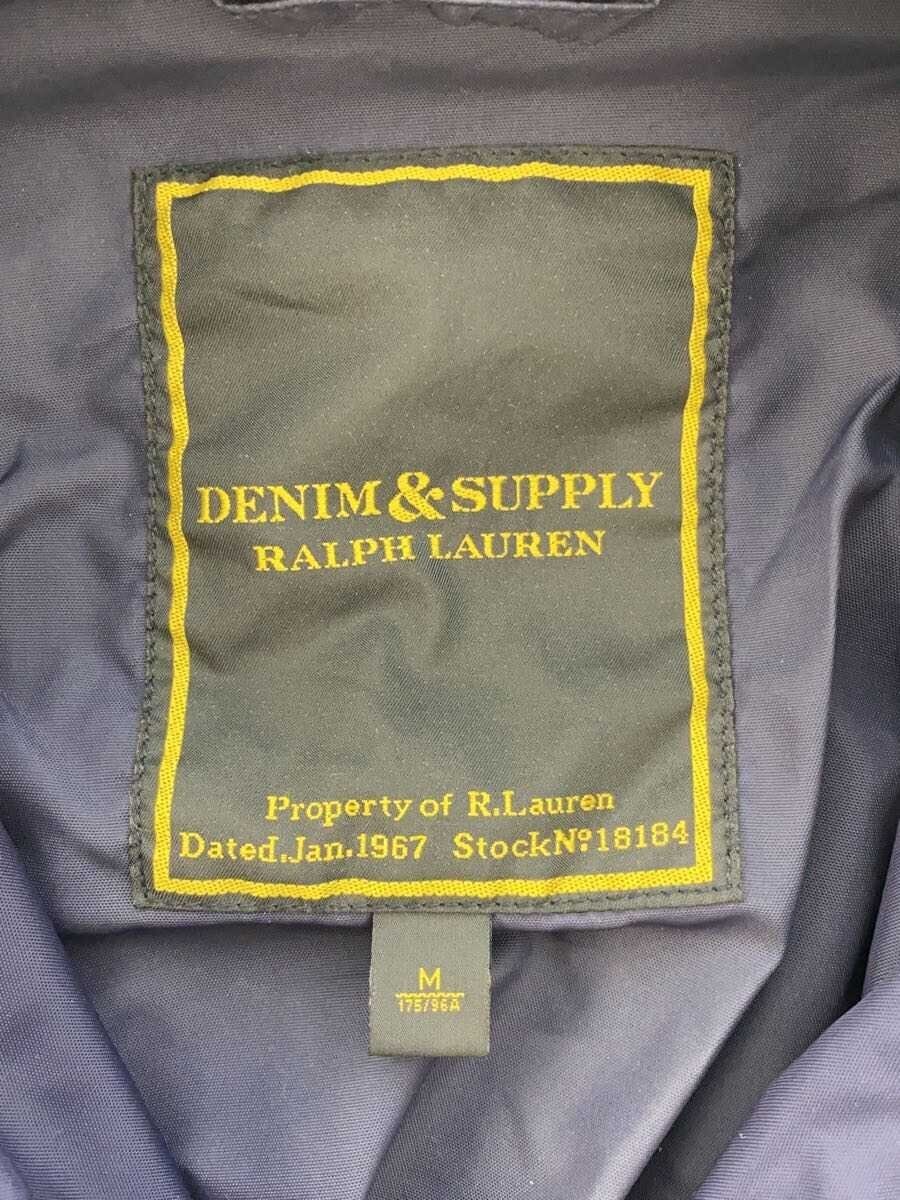 DENIM & SUPPLY
RALPH LAUREN
Property of R.Lauren
Dated.Jan.1967 StockNº18184
M
175/96A